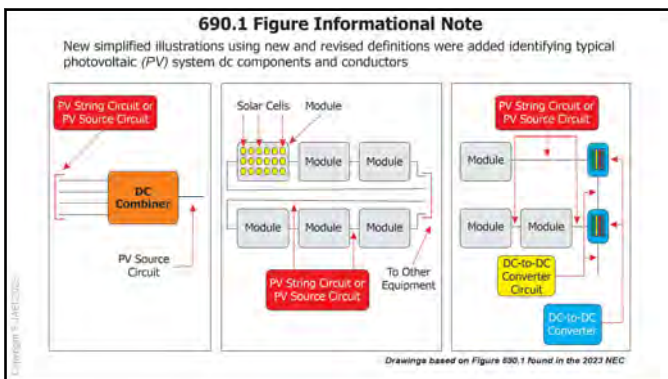 690.1 Figure Informational Note
New simplified illustrations using new and revised definitions were added identifying typical
photovoltaic (PV) system dc components and conductors
PV String Circuit or
PV Source Circuit
DC
Combiner
PV Source
Circuit
Solar Cells
Module
Module
Module
Module
Module
Module
PV String Circuit or
PV Source Circuit
To Other
Equipment
PV String Circuit or
PV Source Circuit
Module
Module
Module
DC-to-DC
Converter
Circuit
DC-to-DC
Converter
Drawings based on Figure 690.1 found in the 2023 NEC